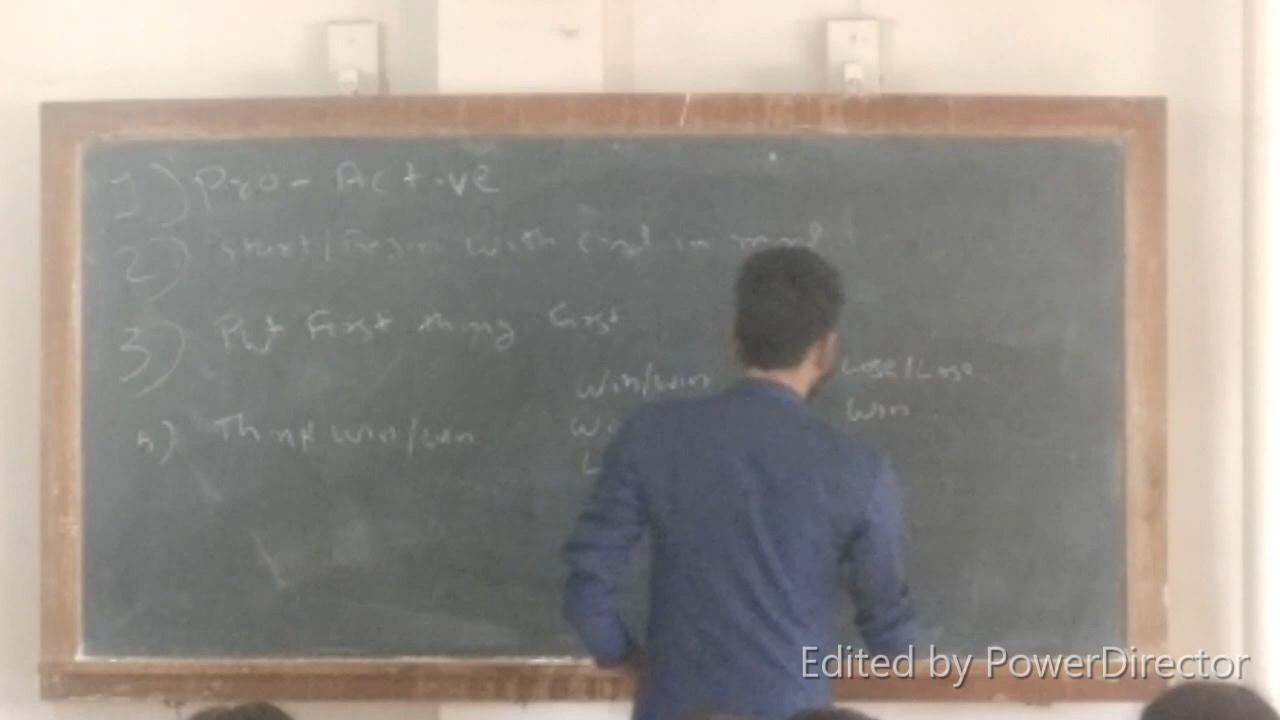 1) Pro-Active
2) Start/Begin with End in mind
3) Put First thing First
4) Think win/win
Win/win
Lose/Lose
Win
Edited by PowerDirector